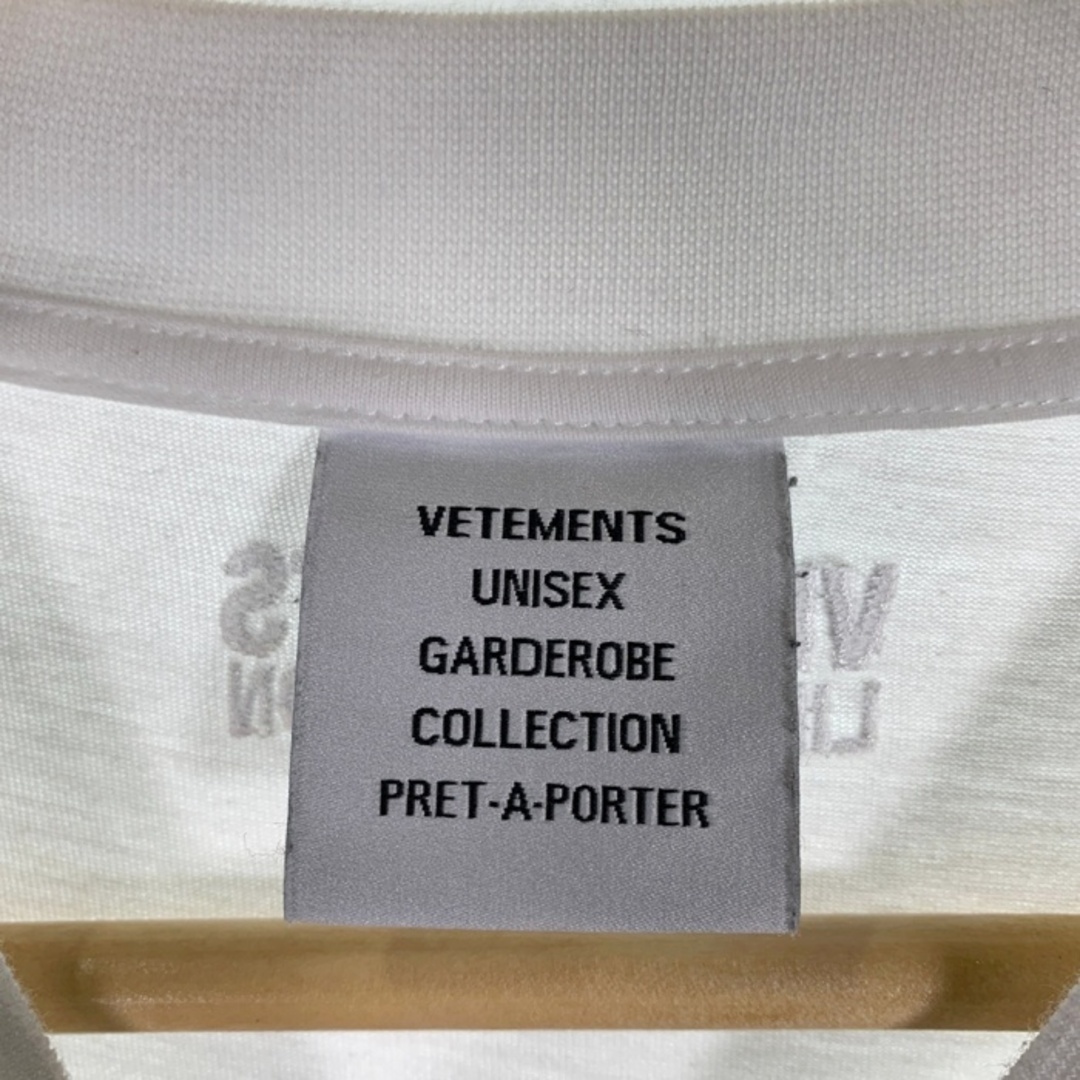 VETEMENTS
UNISEX
GARDEROBE
COLLECTION
PRET-A-PORTER